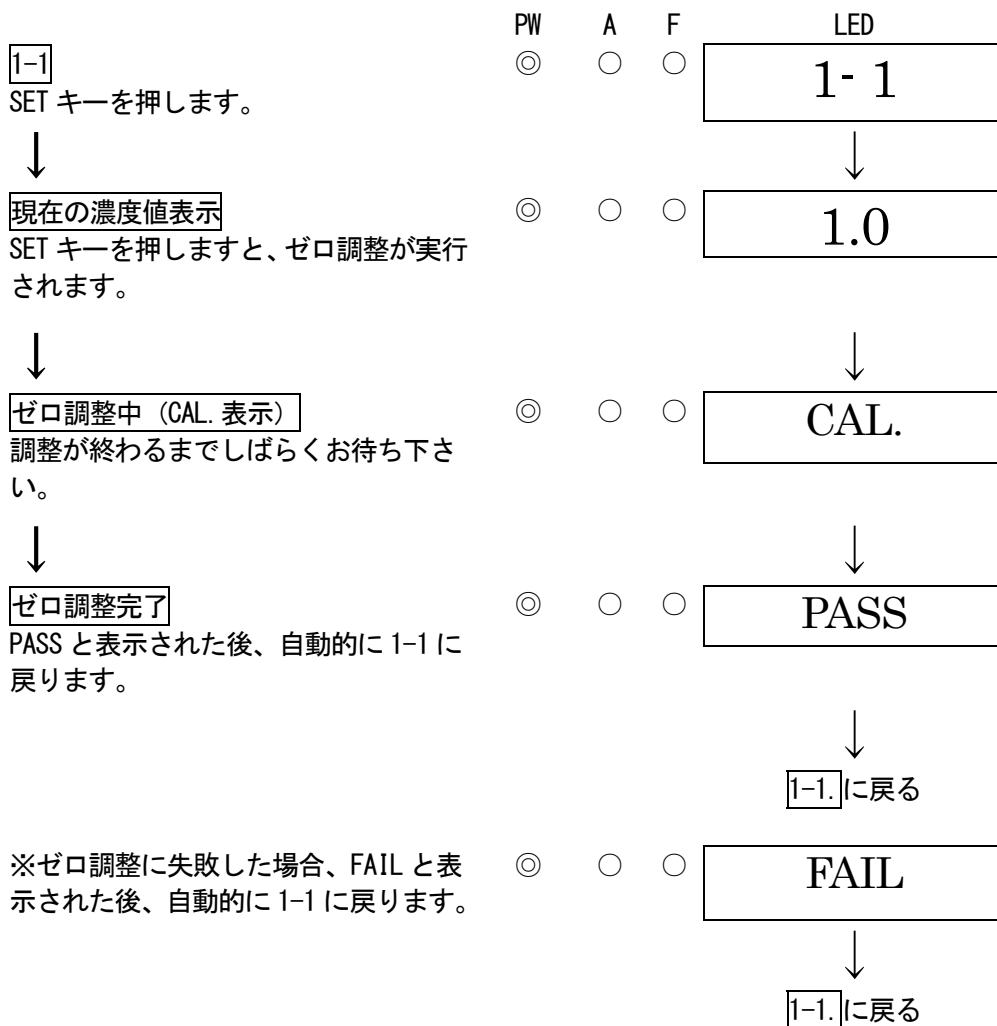 PW A F LED
1-1 ◎ ○ ○ 1- 1
SET キーを押します。
↓ ↓
現在の濃度値表示 ◎ ○ ○ 1.0
SET キーを押しますと、ゼロ調整が実行
されます。
↓ ↓
ゼロ調整中（CAL.表示） ◎ ○ ○ CAL.
調整が終わるまでしばらくお待ち下さ
い。
↓ ↓
ゼロ調整完了 ◎ ○ ○ PASS
PASS と表示された後、自動的に 1-1 に
戻ります。
↓
1-1.に戻る
※ゼロ調整に失敗した場合、FAIL と表 ◎ ○ ○ FAIL
示された後、自動的に 1-1 に戻ります。
↓
1-1.に戻る